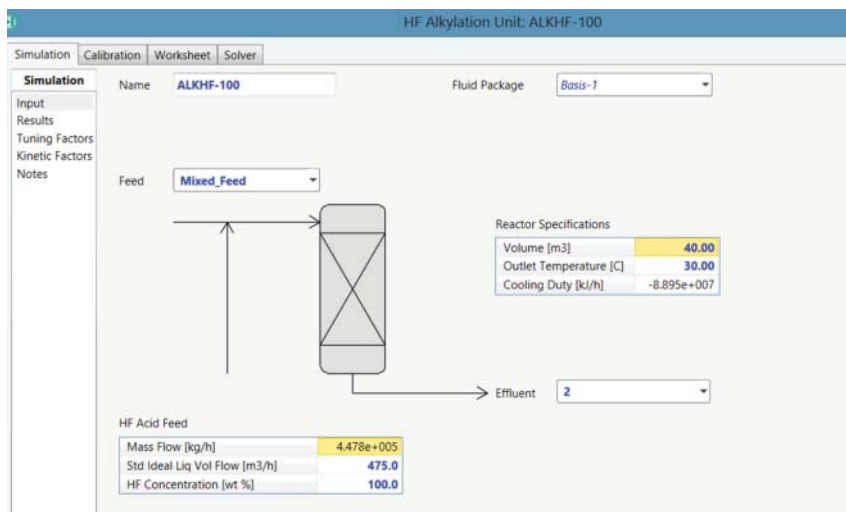 HF Alkylation Unit: ALKHF-100
Simulation Calibration Worksheet Solver
Simulation
Input
Results
Tuning Factors
Kinetic Factors
Notes
Name ALKHF-100
Fluid Package Basis-1
Feed Mixed_Feed
Reactor Specifications
Volume [m3] 40.00
Outlet Temperature [C] 30.00
Cooling Duty [kJ/h] -8.895e+007
Effluent 2
HF Acid Feed
Mass Flow [kg/h] 4.478e+005
Std Ideal Liq Vol Flow [m3/h] 475.0
HF Concentration [wt %] 100.0